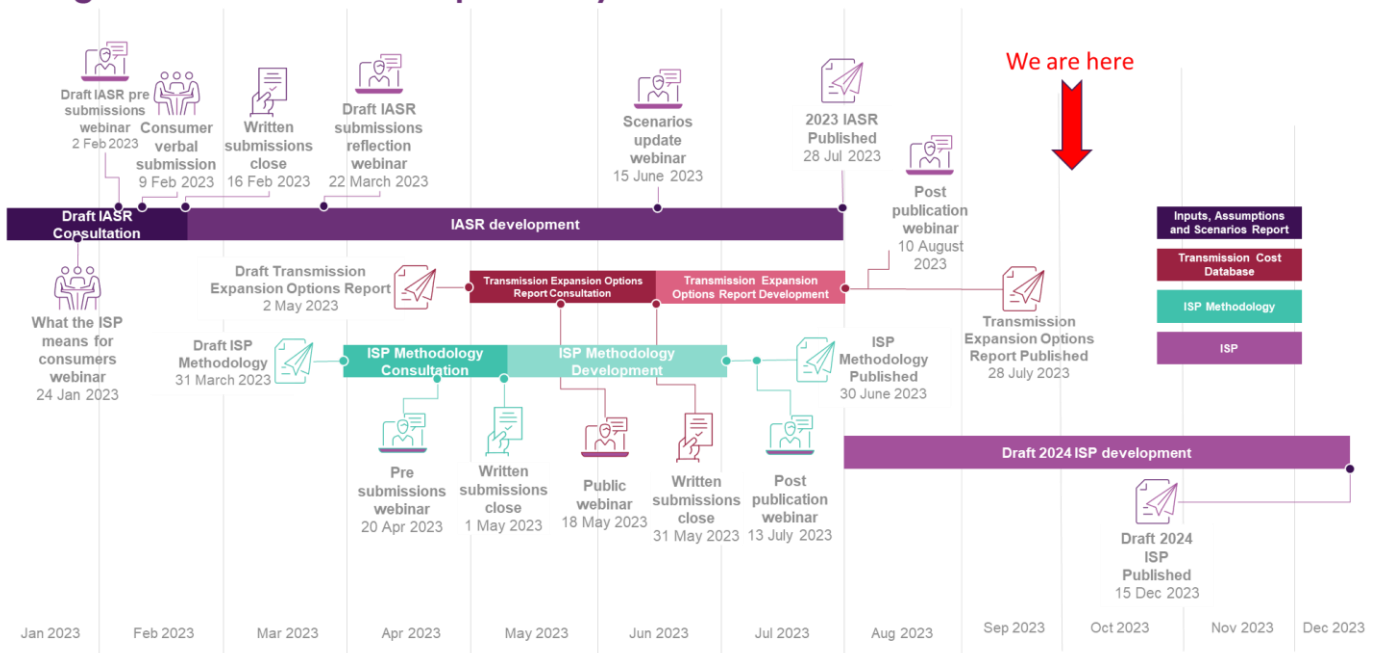 We are here
Draft IASR pre
submissions
webinar
2 Feb 2023
Consumer
verbal
submission
9 Feb 2023
Written
submissions
close
16 Feb 2023
Draft IASR
submissions
reflection
webinar
22 March 2023
Scenarios
update
webinar
15 June 2023
2023 IASR
Published
28 Jul 2023
Post
publication
webinar
10 August
2023
Draft IASR
Consultation
IASR development
Inputs, Assumptions
and Scenarios Report
Transmission Cost
Database
ISP Methodology
ISP
What the ISP
means for
consumers
webinar
24 Jan 2023
Draft Transmission
Expansion Options Report
2 May 2023
Transmission Expansion Options
Report Consultation
Transmission Expansion
Options Report Development
Transmission
Expansion Options
Report Published
28 July 2023
Draft ISP
Methodology
31 March 2023
ISP Methodology
Consultation
ISP Methodology
Development
ISP
Methodology
Published
30 June 2023
Pre
submissions
webinar
20 Apr 2023
Written
submissions
close
1 May 2023
Public
webinar
18 May 2023
Written
submissions
close
31 May 2023
Post
publication
webinar
13 July 2023
Draft 2024 ISP development
Draft 2024
ISP
Published
15 Dec 2023
Jan 2023
Feb 2023
Mar 2023
Apr 2023
May 2023
Jun 2023
Jul 2023
Aug 2023
Sep 2023
Oct 2023
Nov 2023
Dec 2023